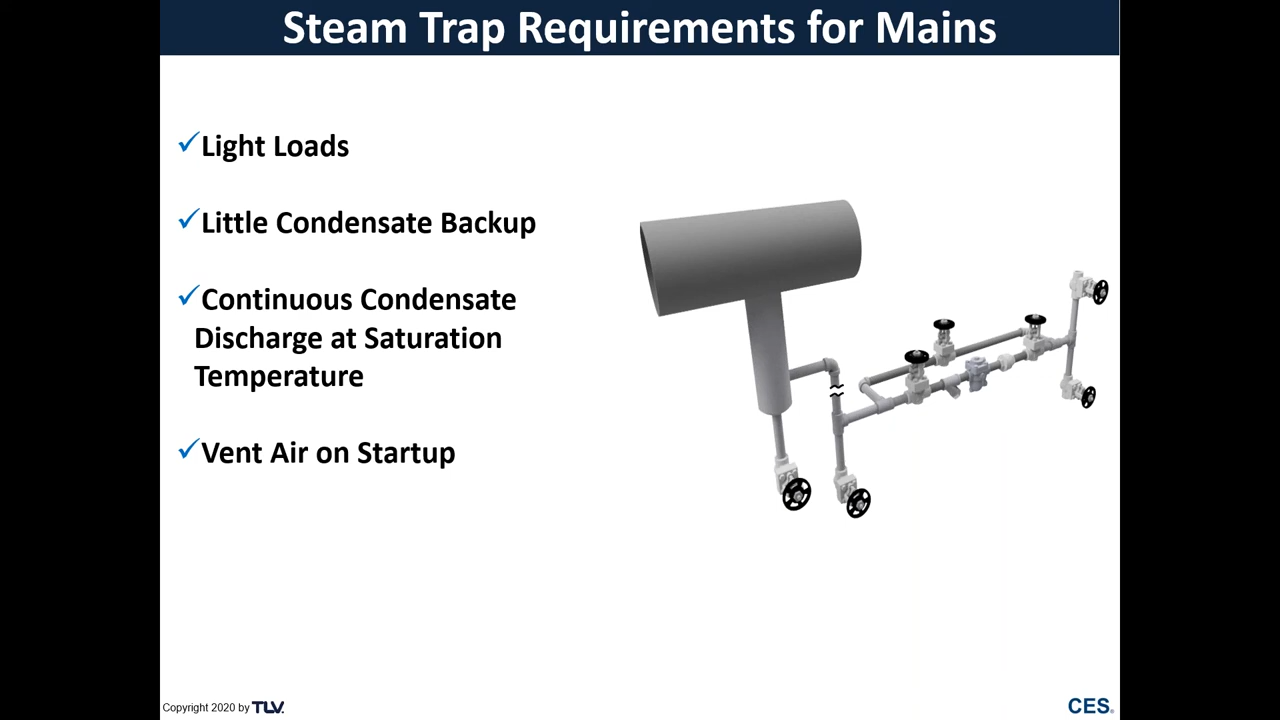 Steam Trap Requirements for Mains
✓Light Loads
✓Little Condensate Backup
✓Continuous Condensate
Discharge at Saturation
Temperature
✓Vent Air on Startup
Copyright 2020 by TLV.
CES®